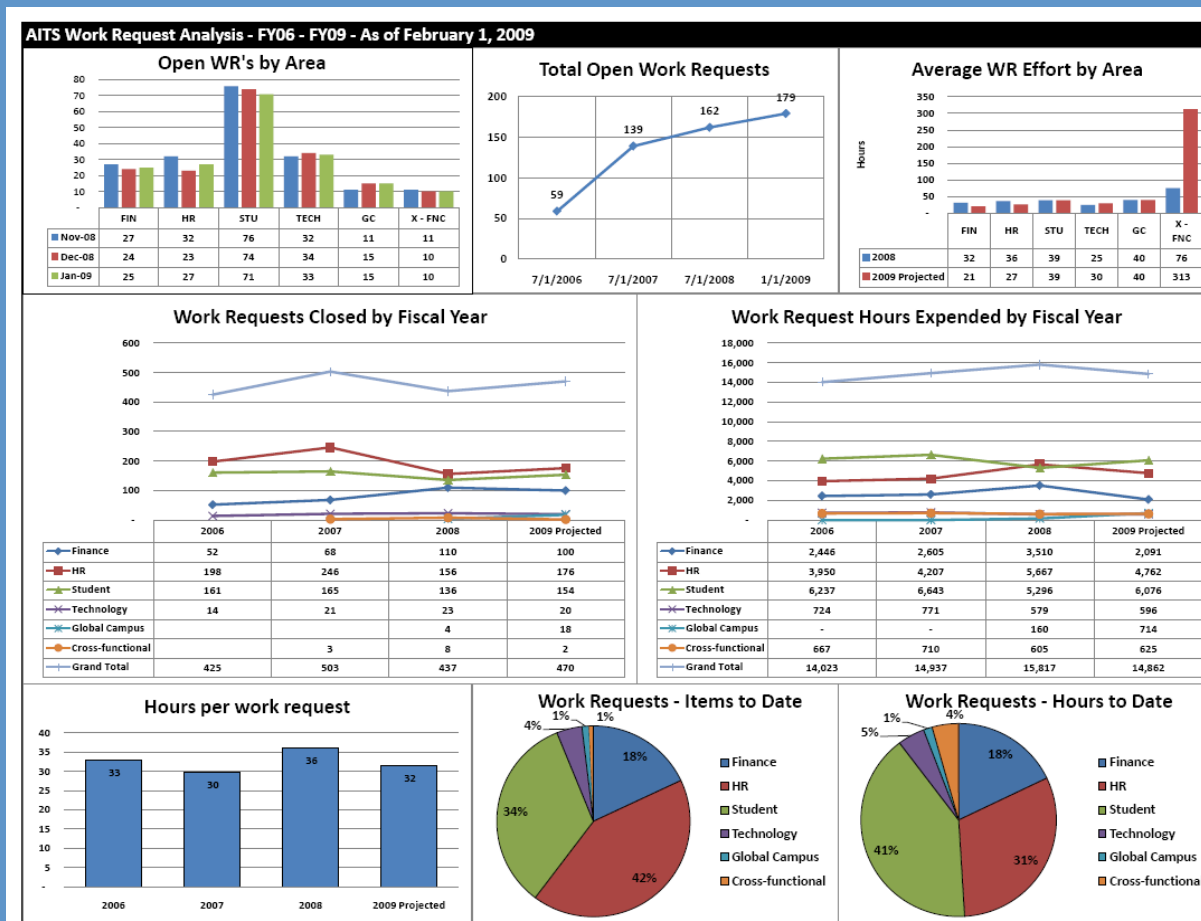 AITS Work Request Analysis - FY06 - FY09 - As of February 1, 2009
Open WR's by Area
80
70
60
50
40
30
20
10
-
FIN HR STU TECH GC X - FNC
Nov-08 27 32 76 32 11 11
Dec-08 24 23 74 34 15 10
Jan-09 25 27 71 33 15 10
Total Open Work Requests
200
150
100
50
0
59
139
162
179
7/1/2006 7/1/2007 7/1/2008 1/1/2009
Average WR Effort by Area
Hours
350
300
250
200
150
100
50
-
FIN HR STU TECH GC X - FNC
2008 32 36 39 25 40 76
2009 Projected 21 27 39 30 40 313
Work Requests Closed by Fiscal Year
600
500
400
300
200
100
-
2006 2007 2008 2009 Projected
Finance 52 68 110 100
HR 198 246 156 176
Student 161 165 136 154
Technology 14 21 23 20
Global Campus 4 18
Cross-functional 3 8 2
Grand Total 425 503 437 470
Work Request Hours Expended by Fiscal Year
18,000
16,000
14,000
12,000
10,000
8,000
6,000
4,000
2,000
-
2006 2007 2008 2009 Projected
Finance 2,446 2,605 3,510 2,091
HR 3,950 4,207 5,667 4,762
Student 6,237 6,643 5,296 6,076
Technology 724 771 579 596
Global Campus - - 160 714
Cross-functional 667 710 605 625
Grand Total 14,023 14,937 15,817 14,862
Hours per work request
40
35
30
25
20
15
10
5
-
33
30
36
32
2006 2007 2008 2009 Projected
Work Requests - Items to Date
4% 1% 1%
18%
34%
42%
Finance
HR
Student
Technology
Global Campus
Cross-functional
Work Requests - Hours to Date
5% 1% 4%
18%
41%
31%
Finance
HR
Student
Technology
Global Campus
Cross-functional